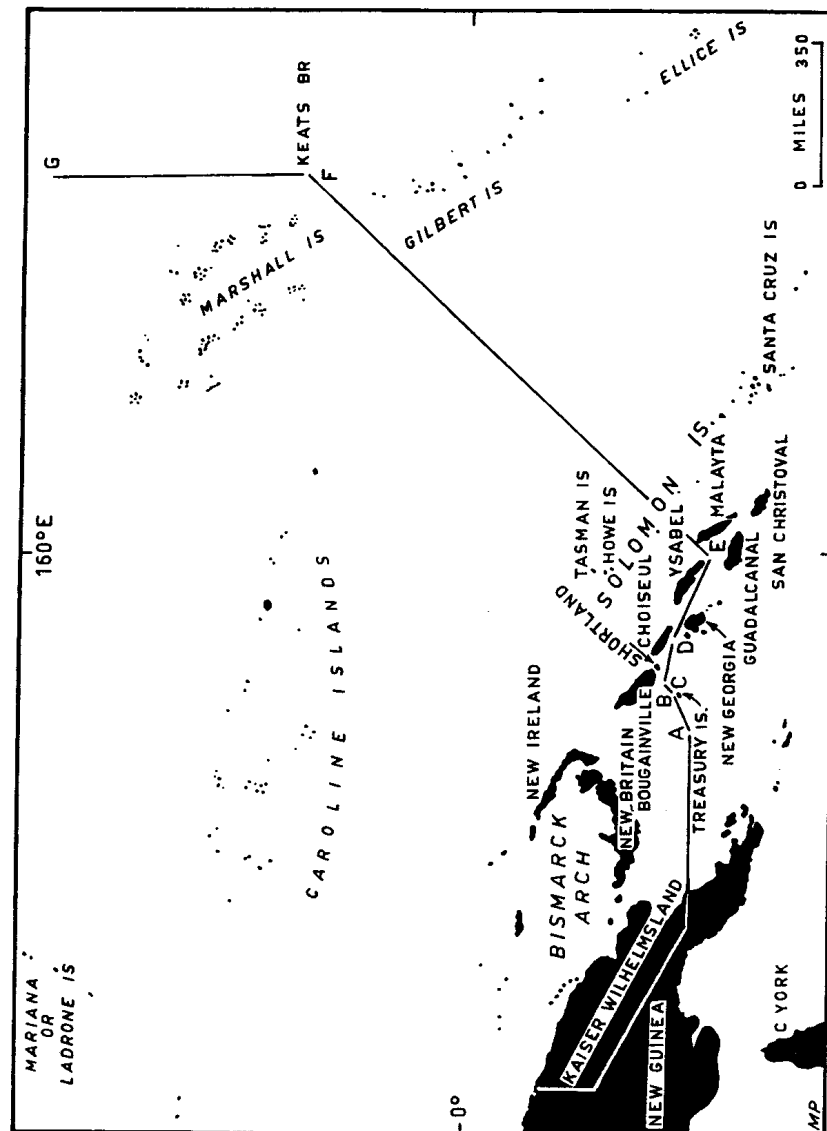 MARIANA
OR
LADRONE IS
160°E
G
KEATS BR
F
MARSHALL IS
CAROLINE ISLANDS
GILBERT IS
ELLICE IS
0°
NEW IRELAND
BISMARCK
ARCH
NEW BRITAIN
BOUGAINVILLE
SHORTLAND
CHOISEUL
TASMAN IS
HOWE IS
SOLOMON IS.
YSABEL
MALAYTA
KAISER WILHELMSLAND
NEW GUINEA
A
B
C
D
E
TREASURY IS.
NEW GEORGIA
GUADALCANAL
SAN CHRISTOVAL
SANTA CRUZ IS
C YORK
0 MILES 350
MP